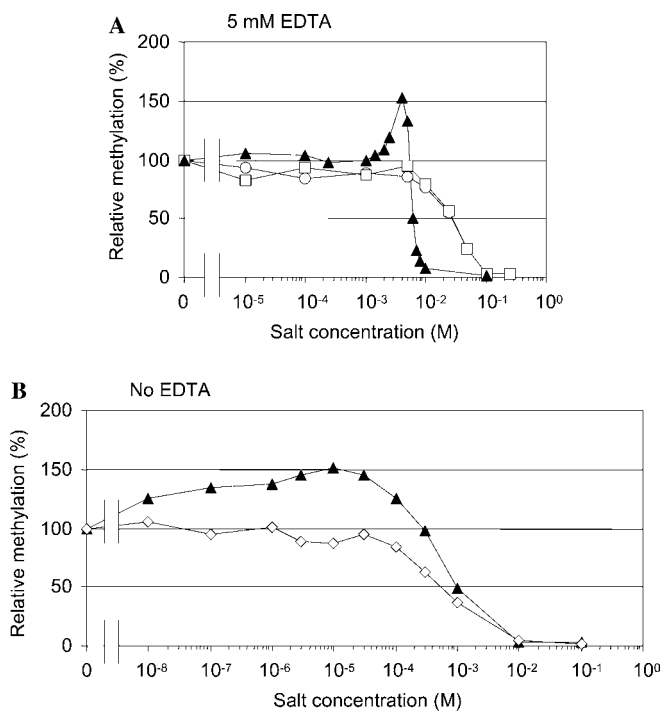 A 5 mM EDTA
200
150
100
50
0
Relative methylation (%)
0 10⁻⁵ 10⁻⁴ 10⁻³ 10⁻² 10⁻¹ 10⁰
Salt concentration (M)
B No EDTA
200
150
100
50
0
Relative methylation (%)
0 10⁻⁸ 10⁻⁷ 10⁻⁶ 10⁻⁵ 10⁻⁴ 10⁻³ 10⁻² 10⁻¹ 10⁰
Salt concentration (M)